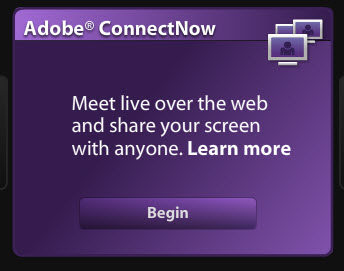 Adobe® ConnectNow
Meet live over the web
and share your screen
with anyone. Learn more
Begin